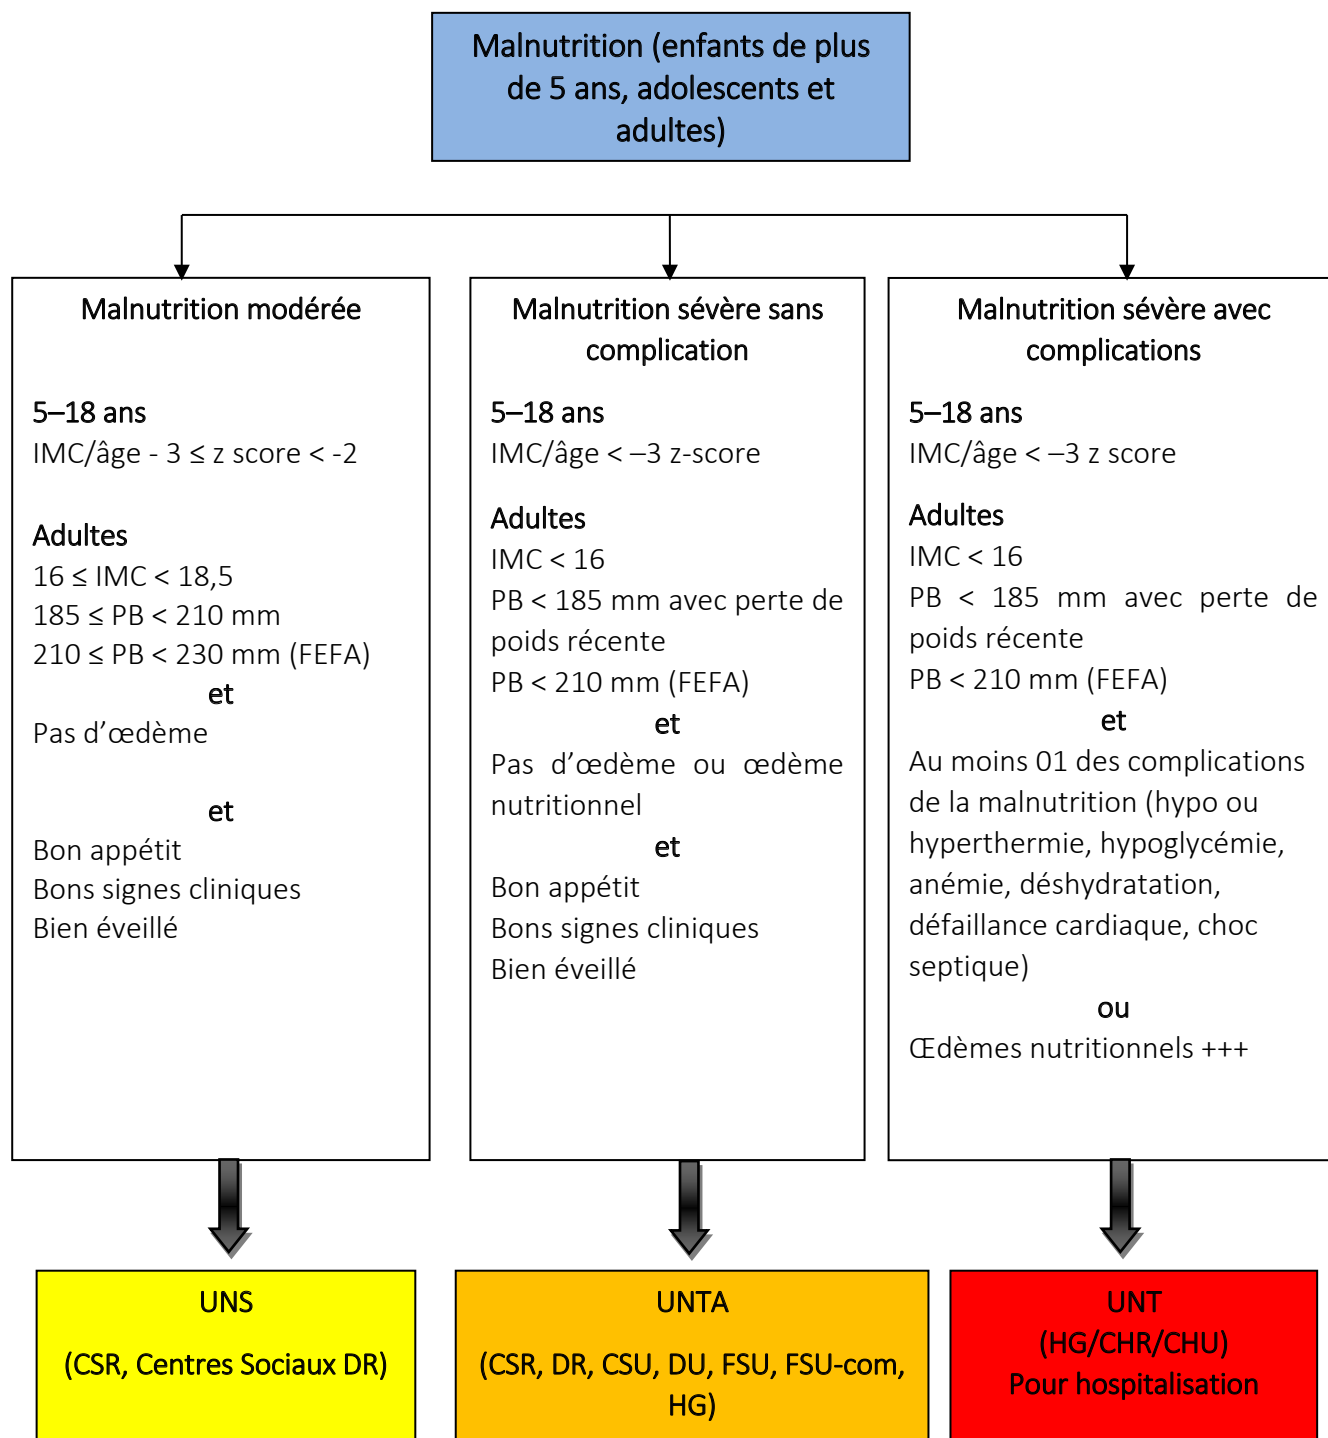 Malnutrition (enfants de plus
de 5 ans, adolescents et
adultes)
Malnutrition modérée
5–18 ans
IMC/âge - 3 ≤ z score < -2
Adultes
16 ≤ IMC < 18,5
185 ≤ PB < 210 mm
210 ≤ PB < 230 mm (FEFA)
et
Pas d’œdème
et
Bon appétit
Bons signes cliniques
Bien éveillé
Malnutrition sévère sans
complication
5–18 ans
IMC/âge < –3 z-score
Adultes
IMC < 16
PB < 185 mm avec perte de
poids récente
PB < 210 mm (FEFA)
et
Pas d’œdème ou œdème
nutritionnel
et
Bon appétit
Bons signes cliniques
Bien éveillé
Malnutrition sévère avec
complications
5–18 ans
IMC/âge < –3 z score
Adultes
IMC < 16
PB < 185 mm avec perte de
poids récente
PB < 210 mm (FEFA)
et
Au moins 01 des complications
de la malnutrition (hypo ou
hyperthermie, hypoglycémie,
anémie, déshydratation,
défaillance cardiaque, choc
septique)
ou
Œdèmes nutritionnels +++
UNS
(CSR, Centres Sociaux DR)
UNTA
(CSR, DR, CSU, DU, FSU, FSU-com,
HG)
UNT
(HG/CHR/CHU)
Pour hospitalisation